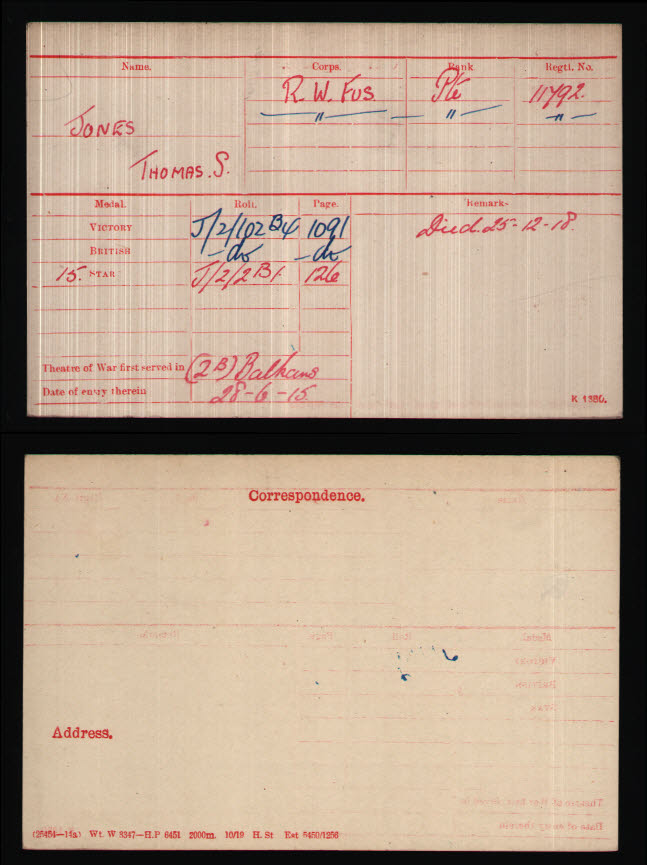 Name. Corps. Rank Regtl. No.
JONES
THOMAS. S.
R. W. FUS. Pte 11792.
" " "
Medal. Roll. Page. Remark-
VICTORY J/2/102 B4 1091 Died. 25-12-18.
BRITISH -do -do
15. STAR J/2/2 B1 126
Theatre of War first served in (2B) Balkans
Date of entry therein 28-6-15
K 1380.
Correspondence.
Address.
(25454—14a) Wt. W 3347—H.P 6451 2000m. 10/19 H. St Est 5450/1256